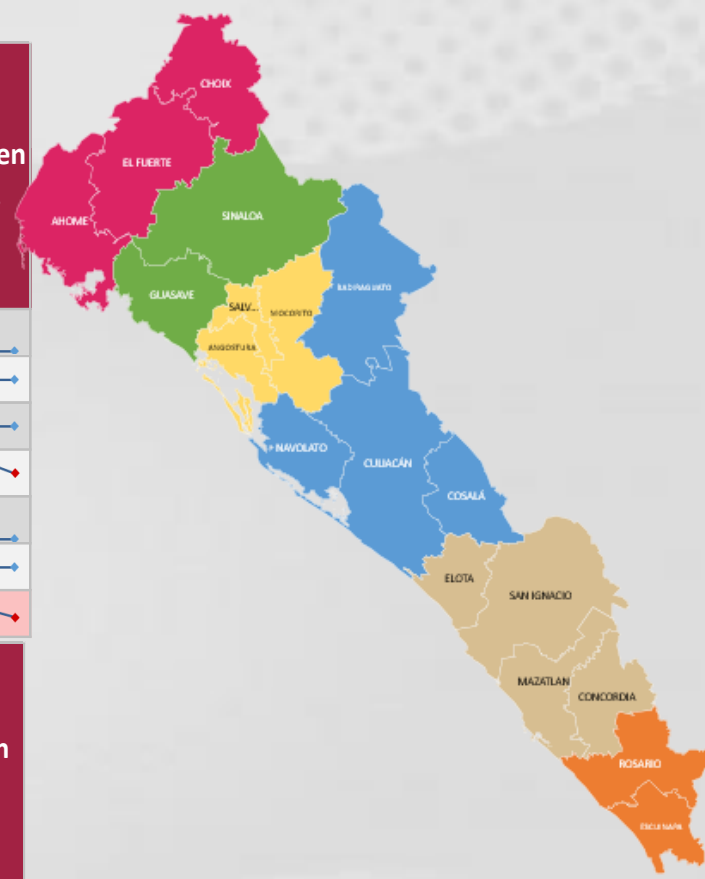 CHOIX
en
EL FUERTE
AHOME
SINALOA
BADIRAGUATO
GUASAVE
SALV...
MOCORITO
ANGOSTURA
NAVOLATO
CULIACÁN
COSALÁ
ELOTA
SAN IGNACIO
MAZATLAN
CONCORDIA
n
ROSARIO
ESCUINAPA